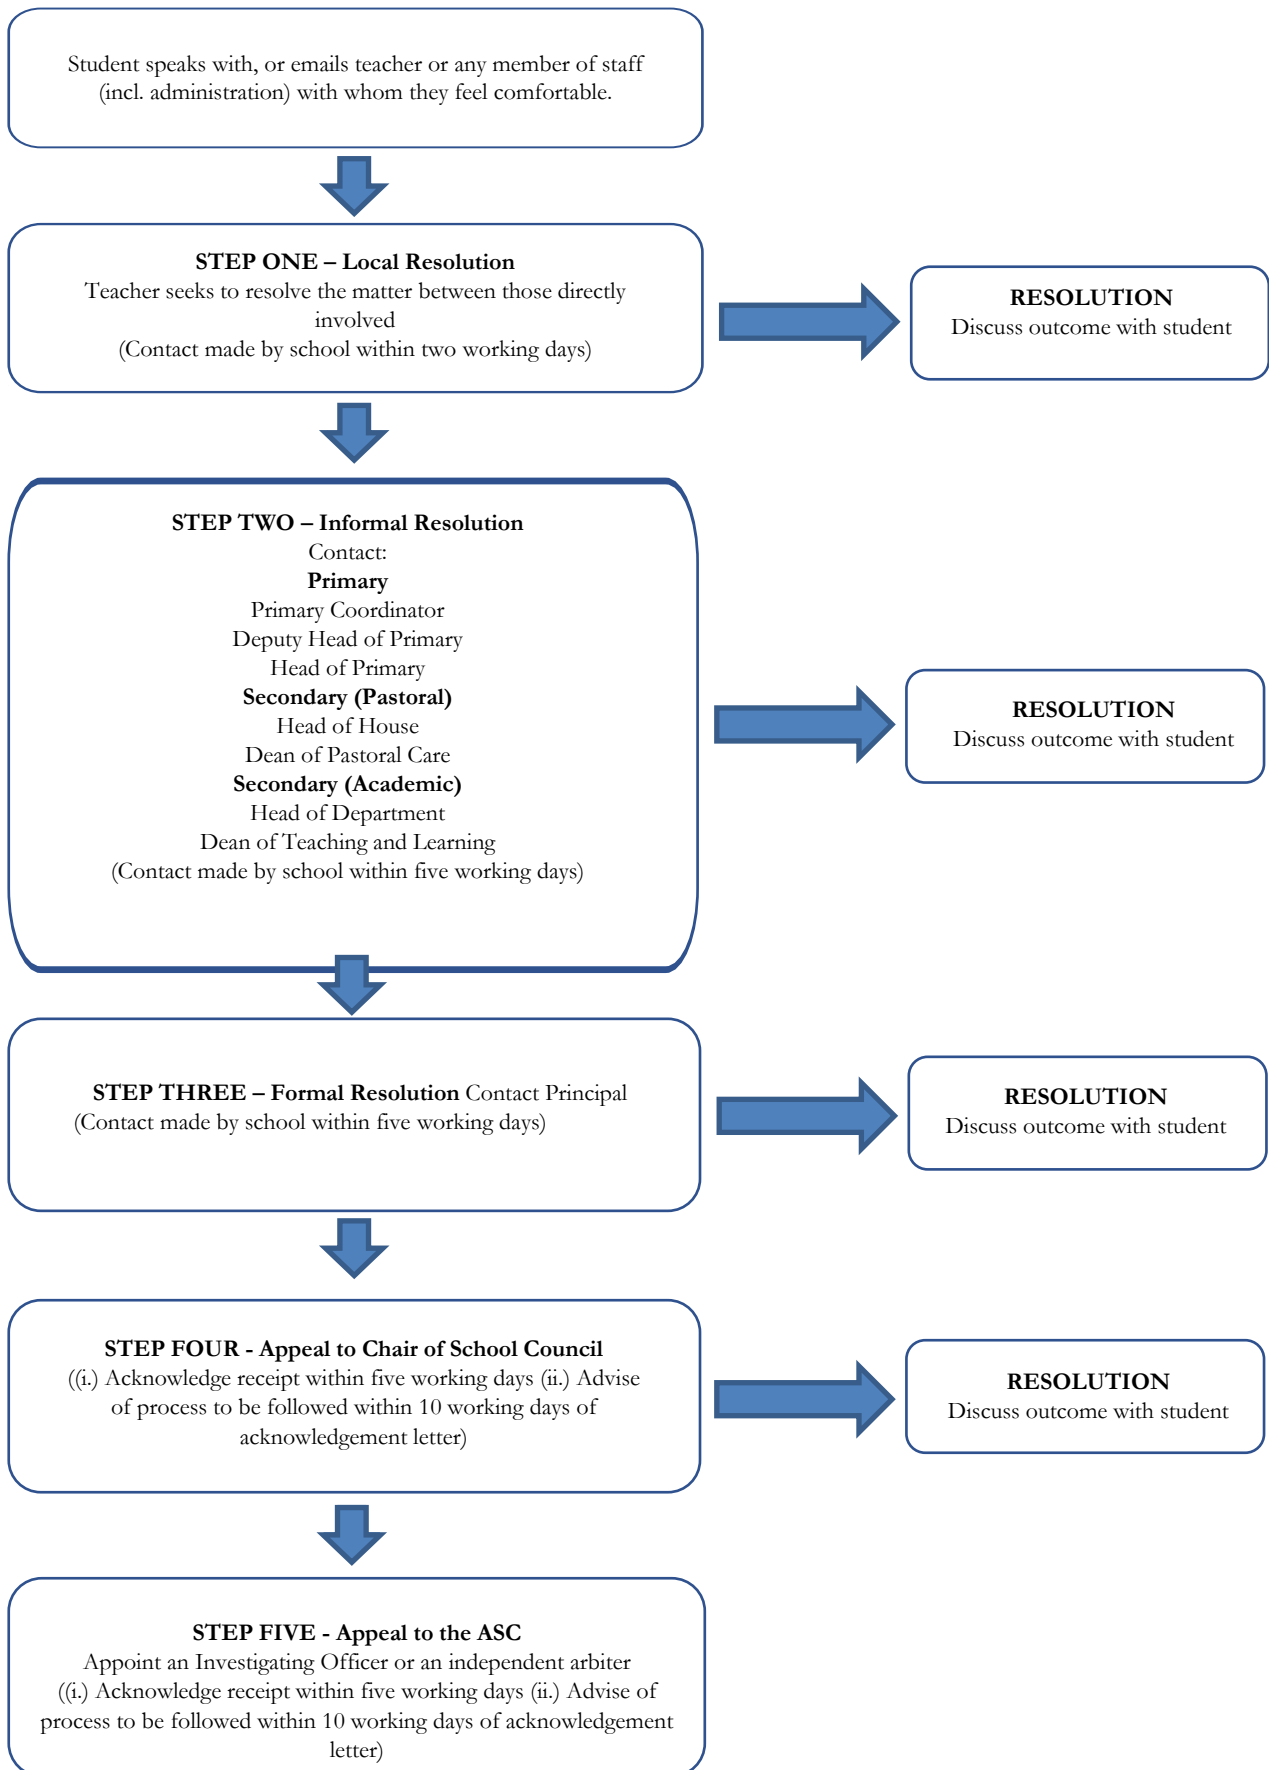 Student speaks with, or emails teacher or any member of staff
(incl. administration) with whom they feel comfortable.
STEP ONE – Local Resolution
Teacher seeks to resolve the matter between those directly
involved
(Contact made by school within two working days)
RESOLUTION
Discuss outcome with student
STEP TWO – Informal Resolution
Contact:
Primary
Primary Coordinator
Deputy Head of Primary
Head of Primary
Secondary (Pastoral)
Head of House
Dean of Pastoral Care
Secondary (Academic)
Head of Department
Dean of Teaching and Learning
(Contact made by school within five working days)
RESOLUTION
Discuss outcome with student
STEP THREE – Formal Resolution Contact Principal
(Contact made by school within five working days)
RESOLUTION
Discuss outcome with student
STEP FOUR - Appeal to Chair of School Council
((i.) Acknowledge receipt within five working days (ii.) Advise
of process to be followed within 10 working days of
acknowledgement letter)
RESOLUTION
Discuss outcome with student
STEP FIVE - Appeal to the ASC
Appoint an Investigating Officer or an independent arbiter
((i.) Acknowledge receipt within five working days (ii.) Advise of
process to be followed within 10 working days of acknowledgement
letter)